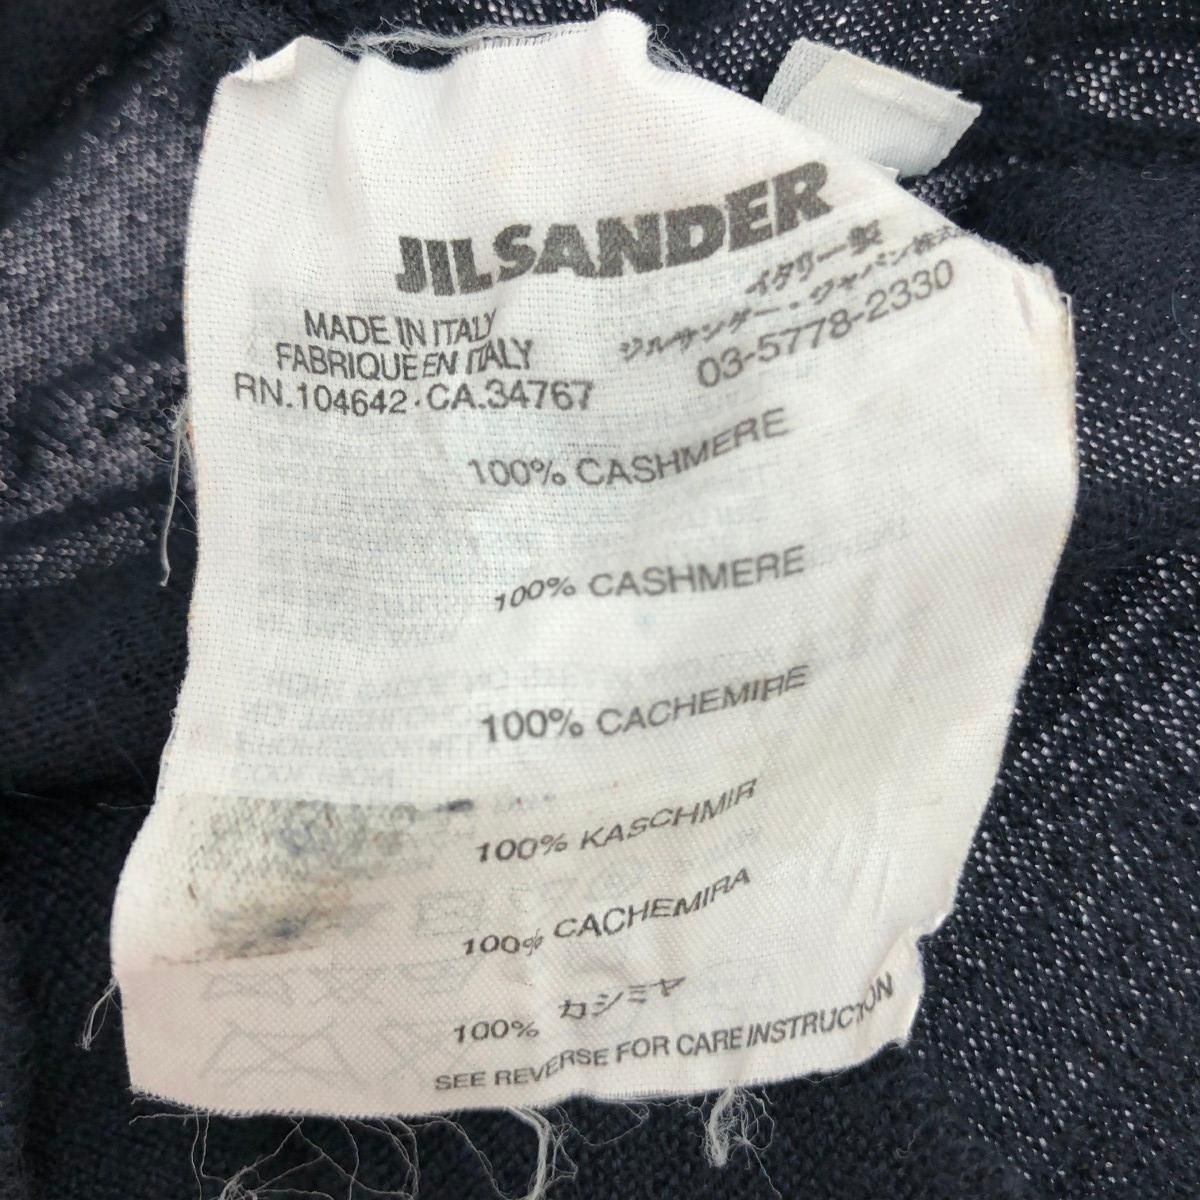 JIL SANDER
MADE IN ITALY
FABRIQUE EN ITALY
RN.104642 · CA.34767
イタリー製
ジルサンダー・ジャパン株式
03-5778-2330
100% CASHMERE
100% CASHMERE
100% CACHEMIRE
100% KASCHMIR
100% CACHEMIRA
100% カシミヤ
SEE REVERSE FOR CARE INSTRUCTION